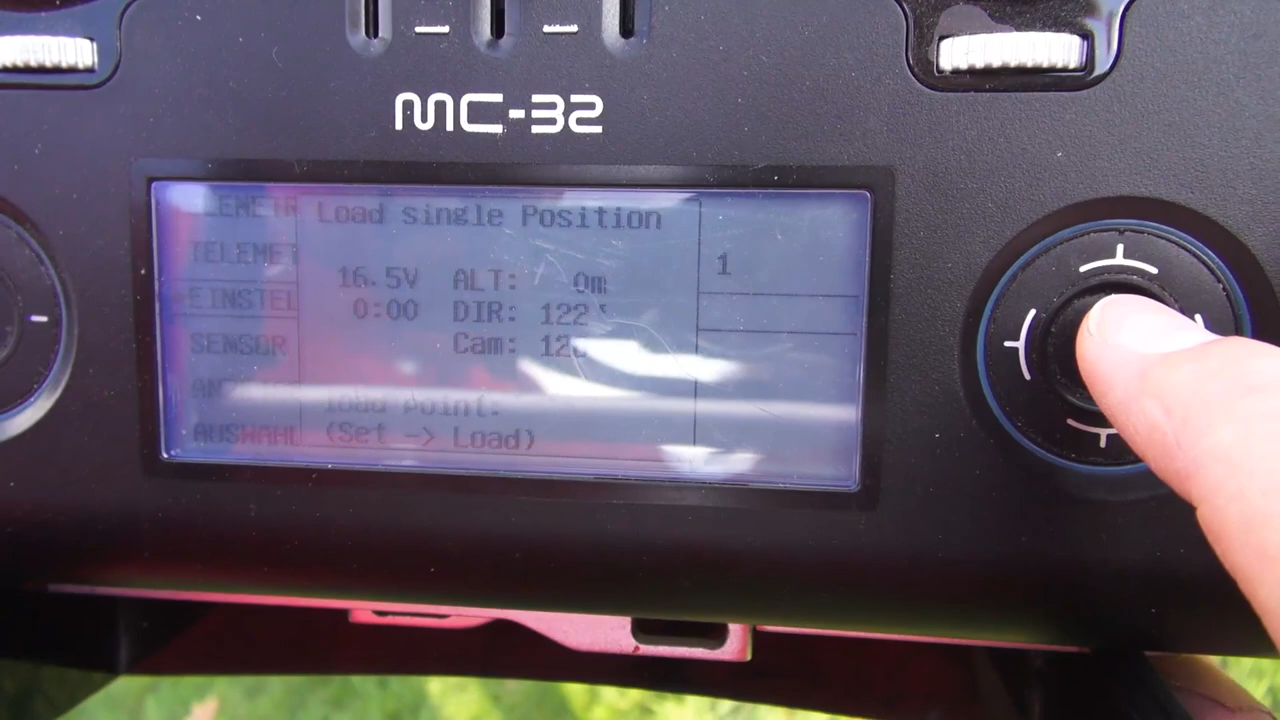 MC-32
Load single Position
TELEMET
1
16.5V ALT: 0m
EINSTEL
0:00 DIR: 122°
SENSOR
Cam:
load point:
AUSWAHL
(Set -> Load)